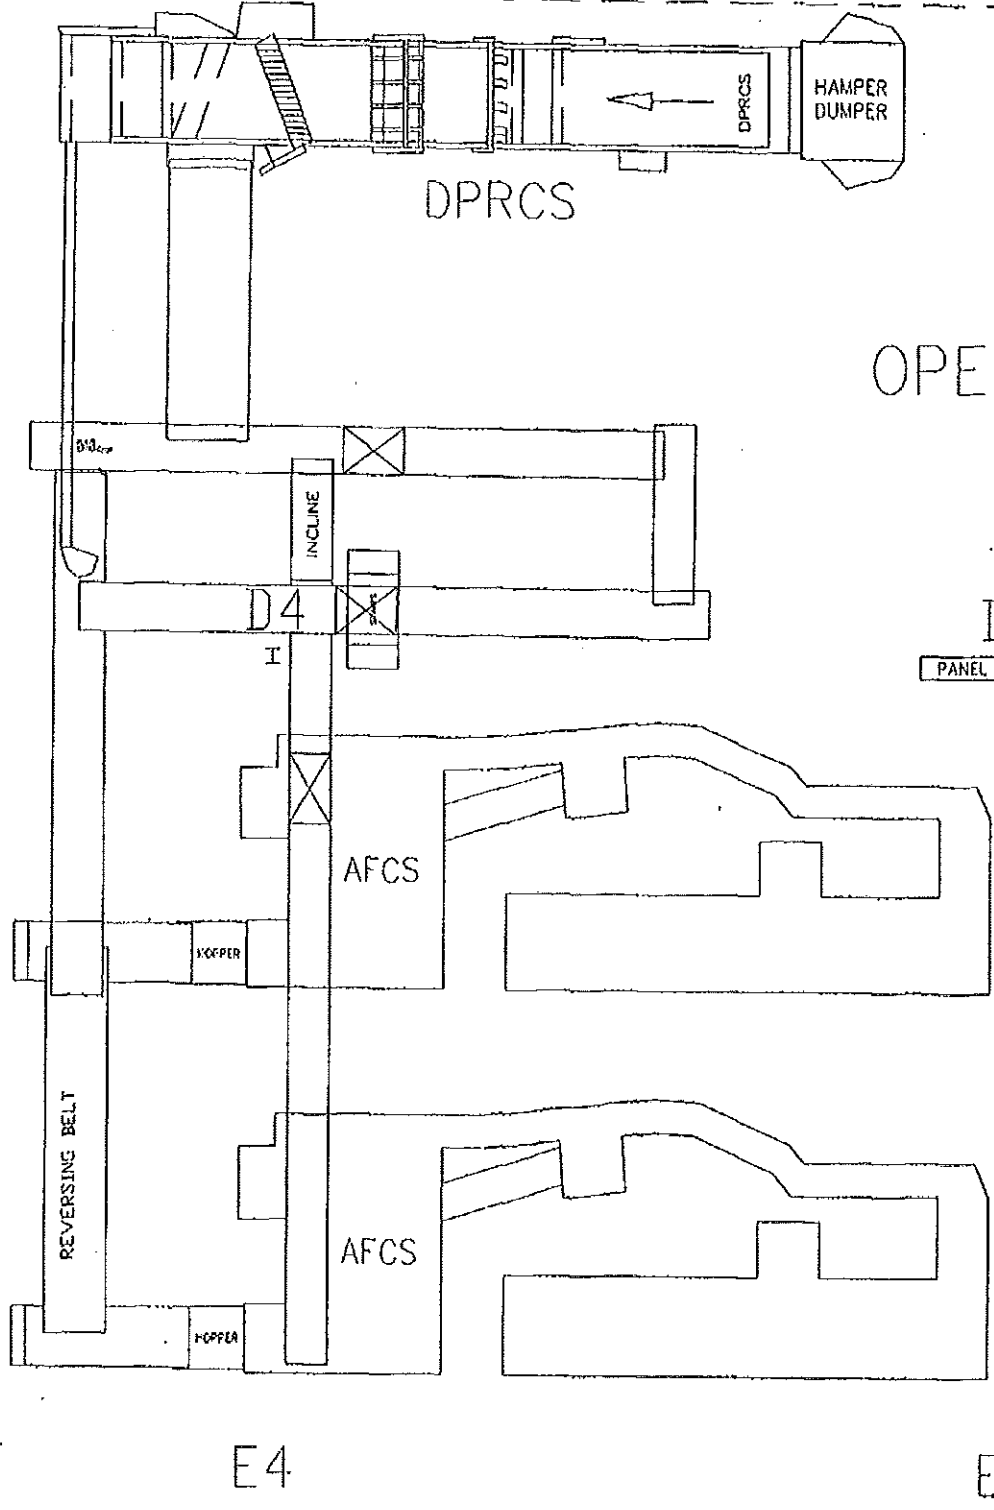 HAMPER
DUMPER
DPRCS
DPRCS
OPE
INCLINE
D4
I
PANEL
AFCS
HOPPER
REVERSING BELT
AFCS
HOPPER
E4
E